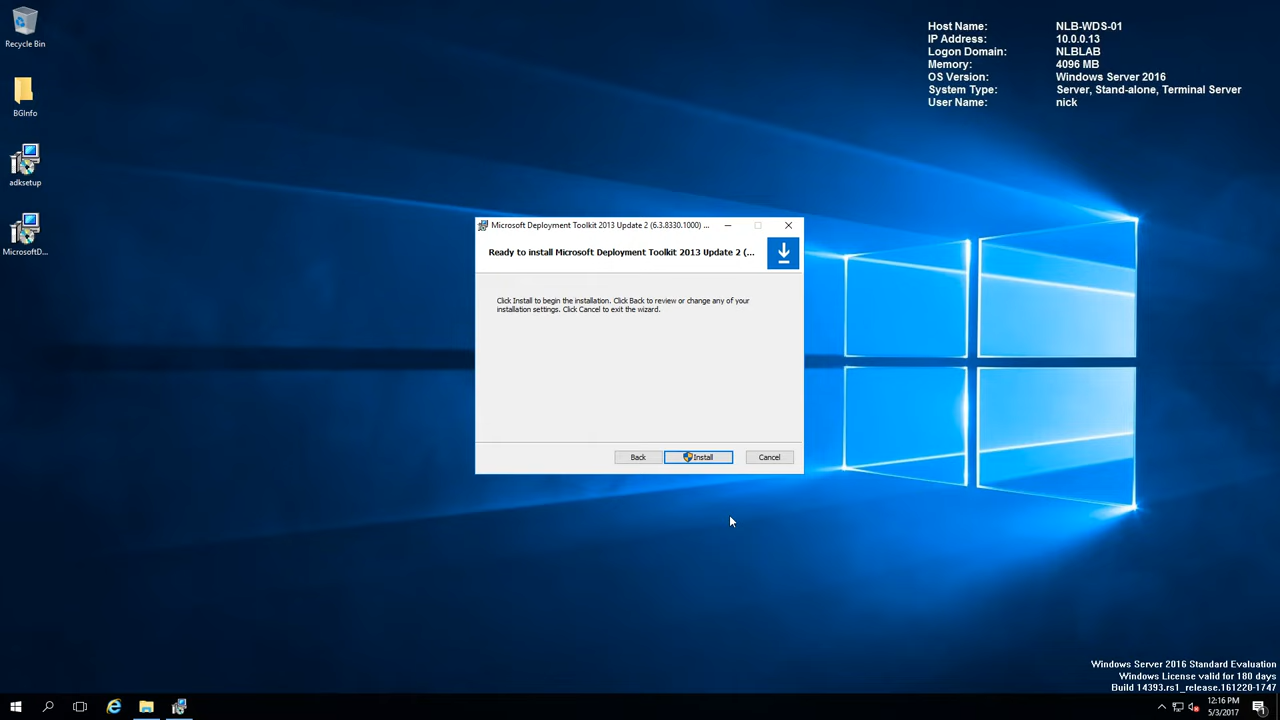 Recycle Bin
BGInfo
adksetup
MicrosoftD...
Host Name: NLB-WDS-01
IP Address: 10.0.0.13
Logon Domain: NLBLAB
Memory: 4096 MB
OS Version: Windows Server 2016
System Type: Server, Stand-alone, Terminal Server
User Name: nick
Microsoft Deployment Toolkit 2013 Update 2 (6.3.8330.1000) ...
Ready to install Microsoft Deployment Toolkit 2013 Update 2 (...
Click Install to begin the installation. Click Back to review or change any of your
installation settings. Click Cancel to exit the wizard.
Back Install Cancel
Windows Server 2016 Standard Evaluation
Windows License valid for 180 days
Build 14393.rs1_release.161220-1747
12:16 PM
5/3/2017
1